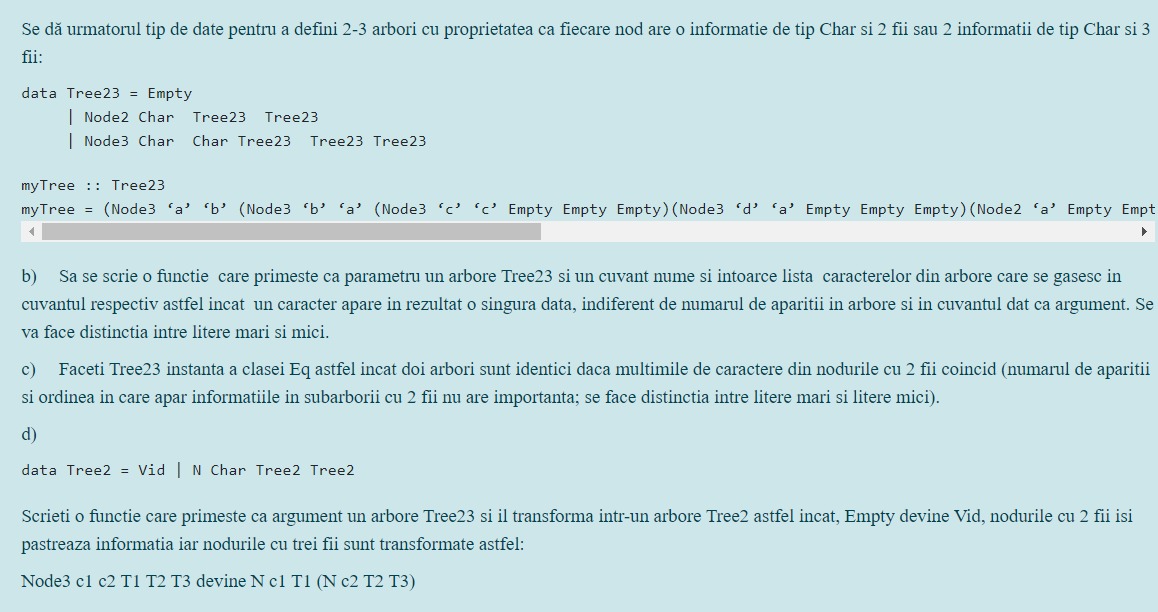 Se dă urmatorul tip de date pentru a defini 2-3 arbori cu proprietatea ca fiecare nod are o informatie de tip Char si 2 fii sau 2 informatii de tip Char si 3
fii:
data Tree23 = Empty
| Node2 Char Tree23 Tree23
| Node3 Char Char Tree23 Tree23 Tree23
myTree :: Tree23
myTree = (Node3 ‘a’ ‘b’ (Node3 ‘b’ ‘a’ (Node3 ‘c’ ‘c’ Empty Empty Empty)(Node3 ‘d’ ‘a’ Empty Empty Empty)(Node2 ‘a’ Empty Empt
b) Sa se scrie o functie care primeste ca parametru un arbore Tree23 si un cuvant nume si intoarce lista caracterelor din arbore care se gasesc in
cuvantul respectiv astfel incat un caracter apare in rezultat o singura data, indiferent de numarul de aparitii in arbore si in cuvantul dat ca argument. Se
va face distinctia intre litere mari si mici.
c) Faceti Tree23 instanta a clasei Eq astfel incat doi arbori sunt identici daca multimile de caractere din nodurile cu 2 fii coincid (numarul de aparitii
si ordinea in care apar informatiile in subarborii cu 2 fii nu are importanta; se face distinctia intre litere mari si litere mici).
d)
data Tree2 = Vid | N Char Tree2 Tree2
Scrieti o functie care primeste ca argument un arbore Tree23 si il transforma intr-un arbore Tree2 astfel incat, Empty devine Vid, nodurile cu 2 fii isi
pastreaza informatia iar nodurile cu trei fii sunt transformate astfel:
Node3 c1 c2 T1 T2 T3 devine N c1 T1 (N c2 T2 T3)